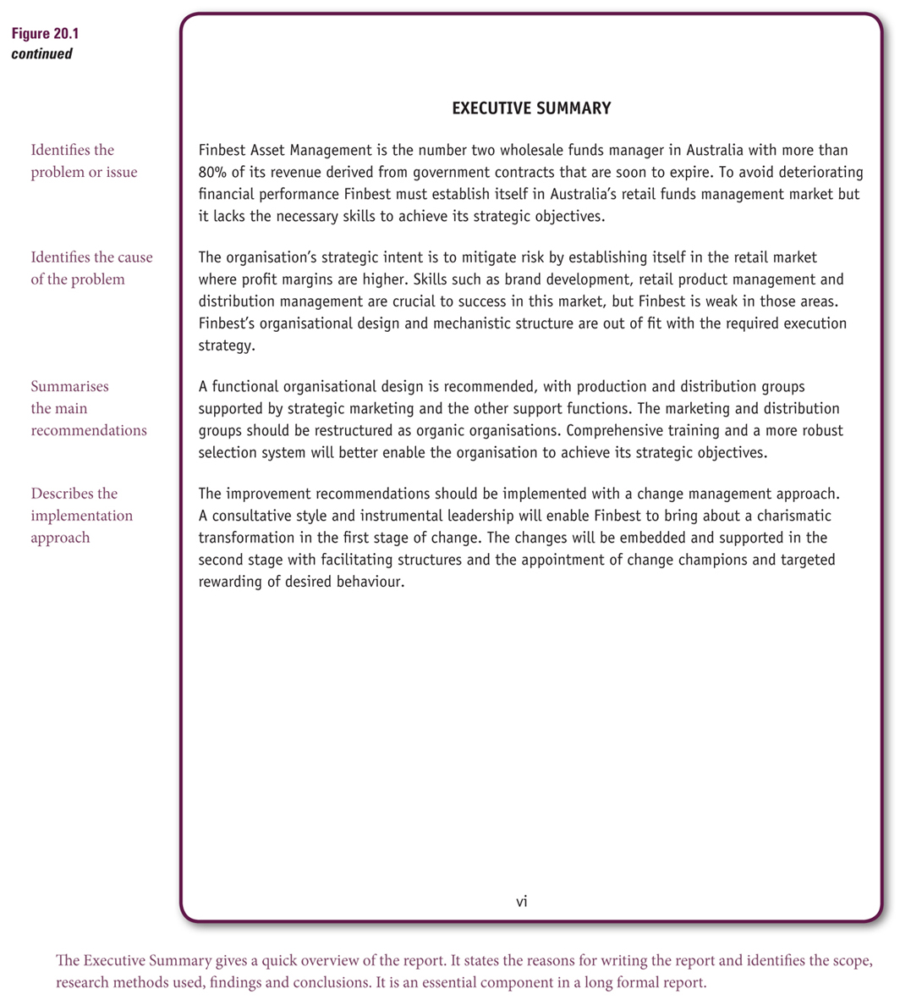 Figure 20.1
continued
EXECUTIVE SUMMARY
Identifies the
problem or issue
Finbest Asset Management is the number two wholesale funds manager in Australia with more than
80% of its revenue derived from government contracts that are soon to expire. To avoid deteriorating
financial performance Finbest must establish itself in Australia’s retail funds management market but
it lacks the necessary skills to achieve its strategic objectives.
Identifies the cause
of the problem
The organisation’s strategic intent is to mitigate risk by establishing itself in the retail market
where profit margins are higher. Skills such as brand development, retail product management and
distribution management are crucial to success in this market, but Finbest is weak in those areas.
Finbest’s organisational design and mechanistic structure are out of fit with the required execution
strategy.
Summarises
the main
recommendations
A functional organisational design is recommended, with production and distribution groups
supported by strategic marketing and the other support functions. The marketing and distribution
groups should be restructured as organic organisations. Comprehensive training and a more robust
selection system will better enable the organisation to achieve its strategic objectives.
Describes the
implementation
approach
The improvement recommendations should be implemented with a change management approach.
A consultative style and instrumental leadership will enable Finbest to bring about a charismatic
transformation in the first stage of change. The changes will be embedded and supported in the
second stage with facilitating structures and the appointment of change champions and targeted
rewarding of desired behaviour.
vi
The Executive Summary gives a quick overview of the report. It states the reasons for writing the report and identifies the scope,
research methods used, findings and conclusions. It is an essential component in a long formal report.